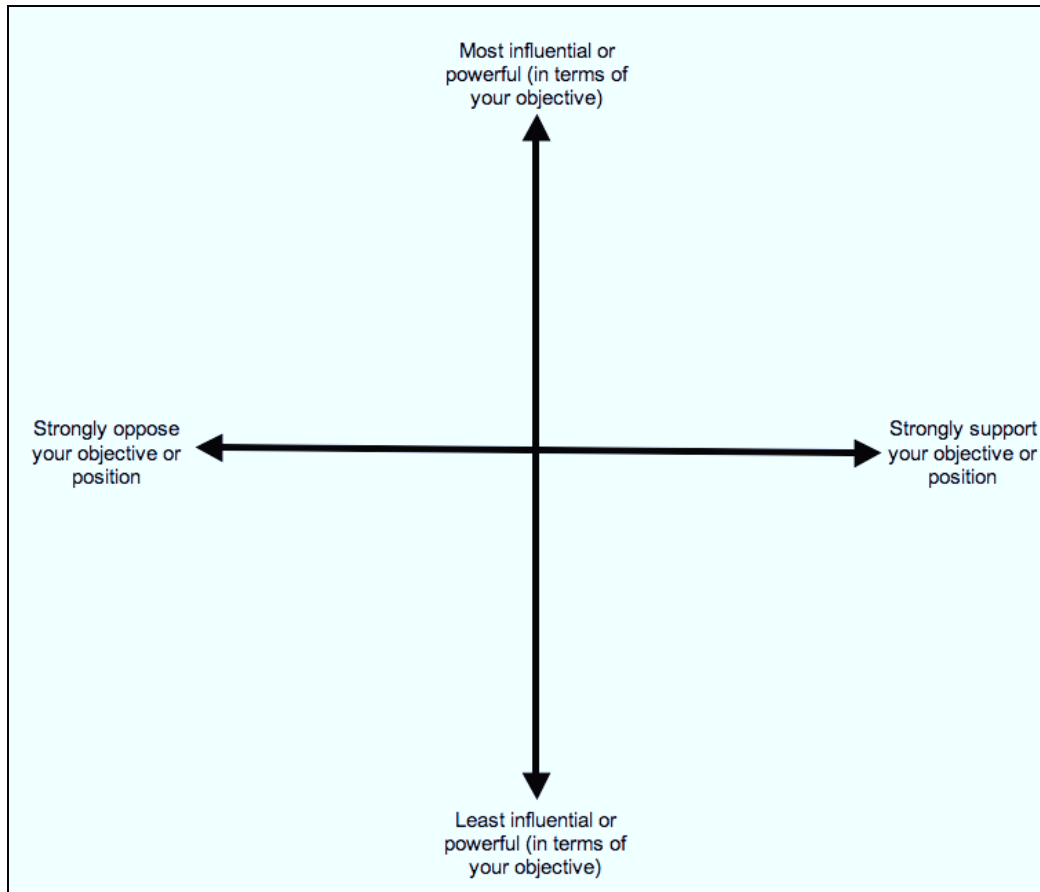 Most influential or
powerful (in terms of
your objective)
Strongly oppose
your objective or
position
Strongly support
your objective or
position
Least influential or
powerful (in terms of
your objective)